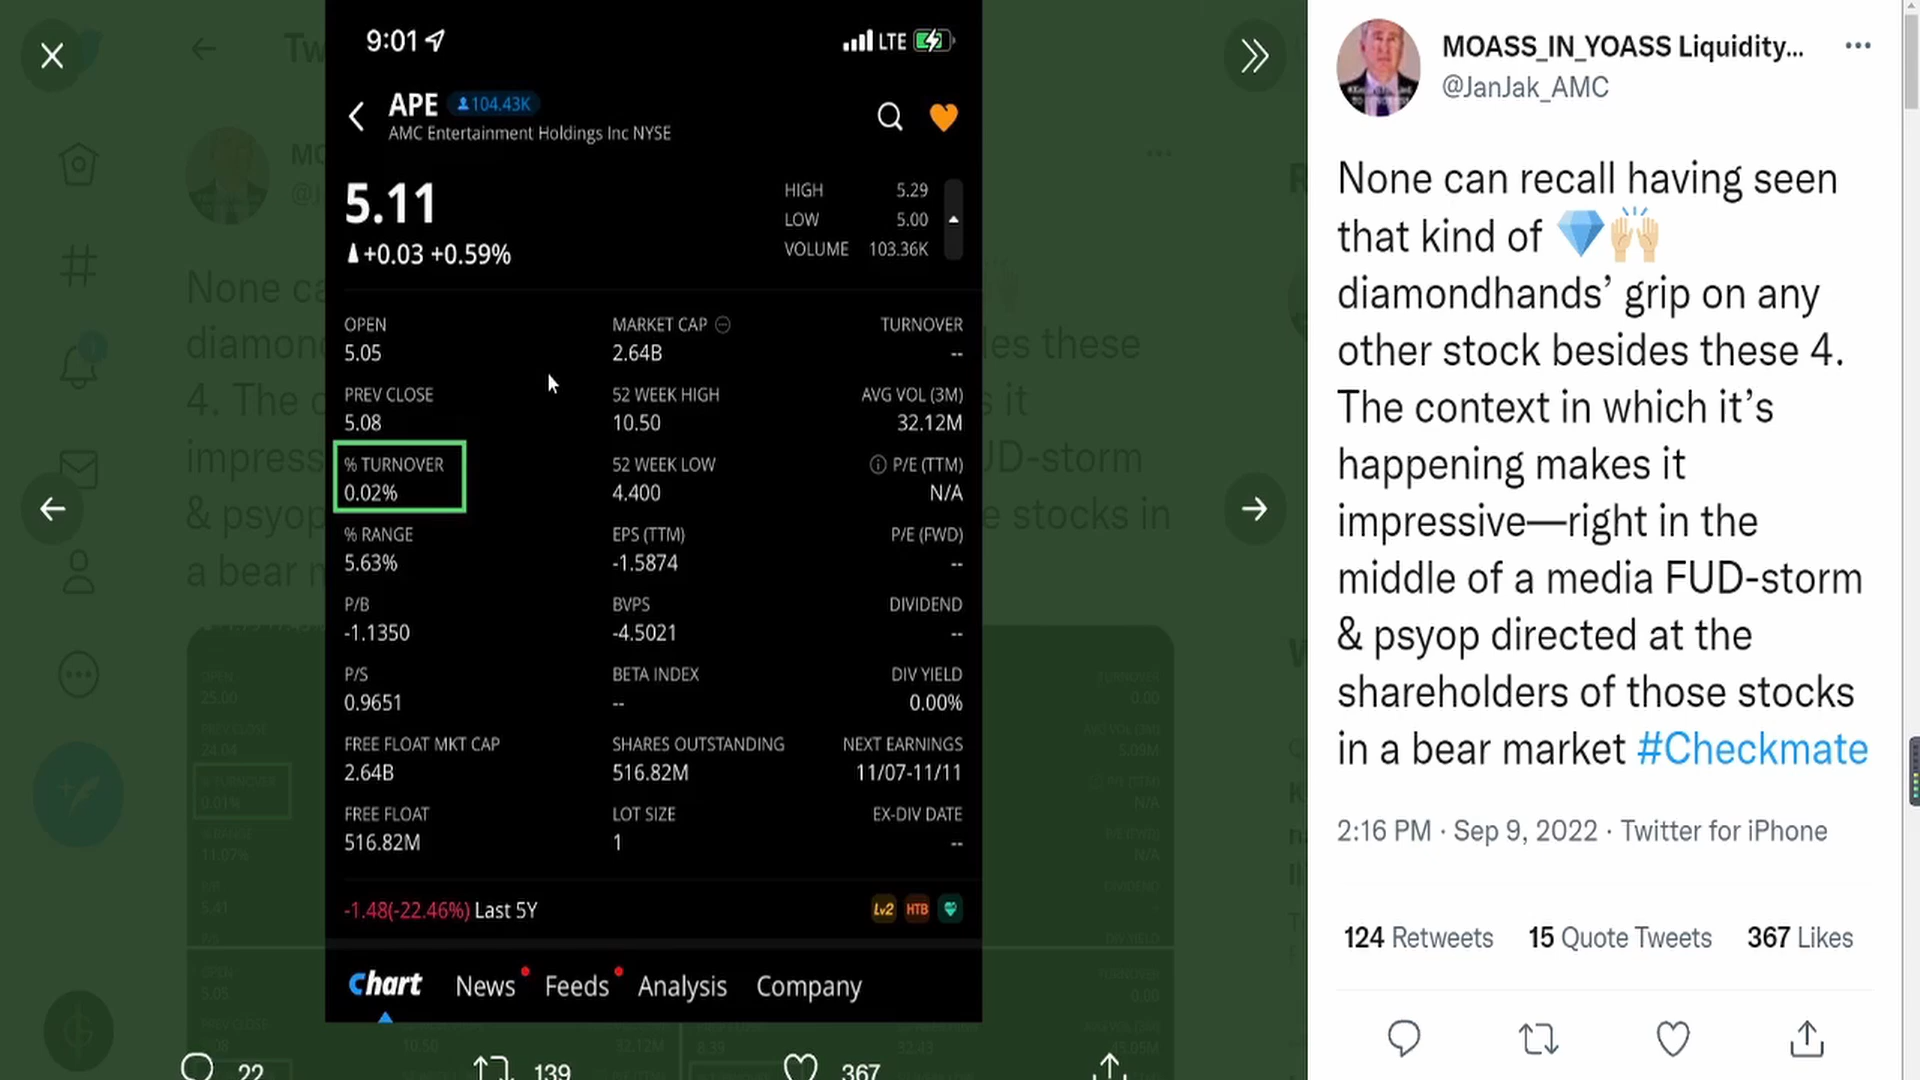 9:01
LTE
APE
104.43K
AMC Entertainment Holdings Inc NYSE
5.11
+0.03 +0.59%
HIGH 5.29
LOW 5.00
VOLUME 103.36K
OPEN MARKET CAP TURNOVER
5.05 2.64B --
PREV CLOSE 52 WEEK HIGH AVG VOL (3M)
5.08 10.50 32.12M
% TURNOVER 52 WEEK LOW P/E (TTM)
0.02% 4.400 N/A
% RANGE EPS (TTM) P/E (FWD)
5.63% -1.5874 --
P/B BVPS DIVIDEND
-1.1350 -4.5021 --
P/S BETA INDEX DIV YIELD
0.9651 -- 0.00%
FREE FLOAT MKT CAP SHARES OUTSTANDING NEXT EARNINGS
2.64B 516.82M 11/07-11/11
FREE FLOAT LOT SIZE EX-DIV DATE
516.82M 1 --
-1.48(-22.46%) Last 5Y
Lv2 HTB
Chart News Feeds Analysis Company
22 139 367
MOASS_IN_YOASS Liquidity...
@JanJak_AMC
None can recall having seen
that kind of 💎🙌🏼
diamondhands’ grip on any
other stock besides these 4.
The context in which it’s
happening makes it
impressive—right in the
middle of a media FUD-storm
& psyop directed at the
shareholders of those stocks
in a bear market #Checkmate
2:16 PM · Sep 9, 2022 · Twitter for iPhone
124 Retweets 15 Quote Tweets 367 Likes